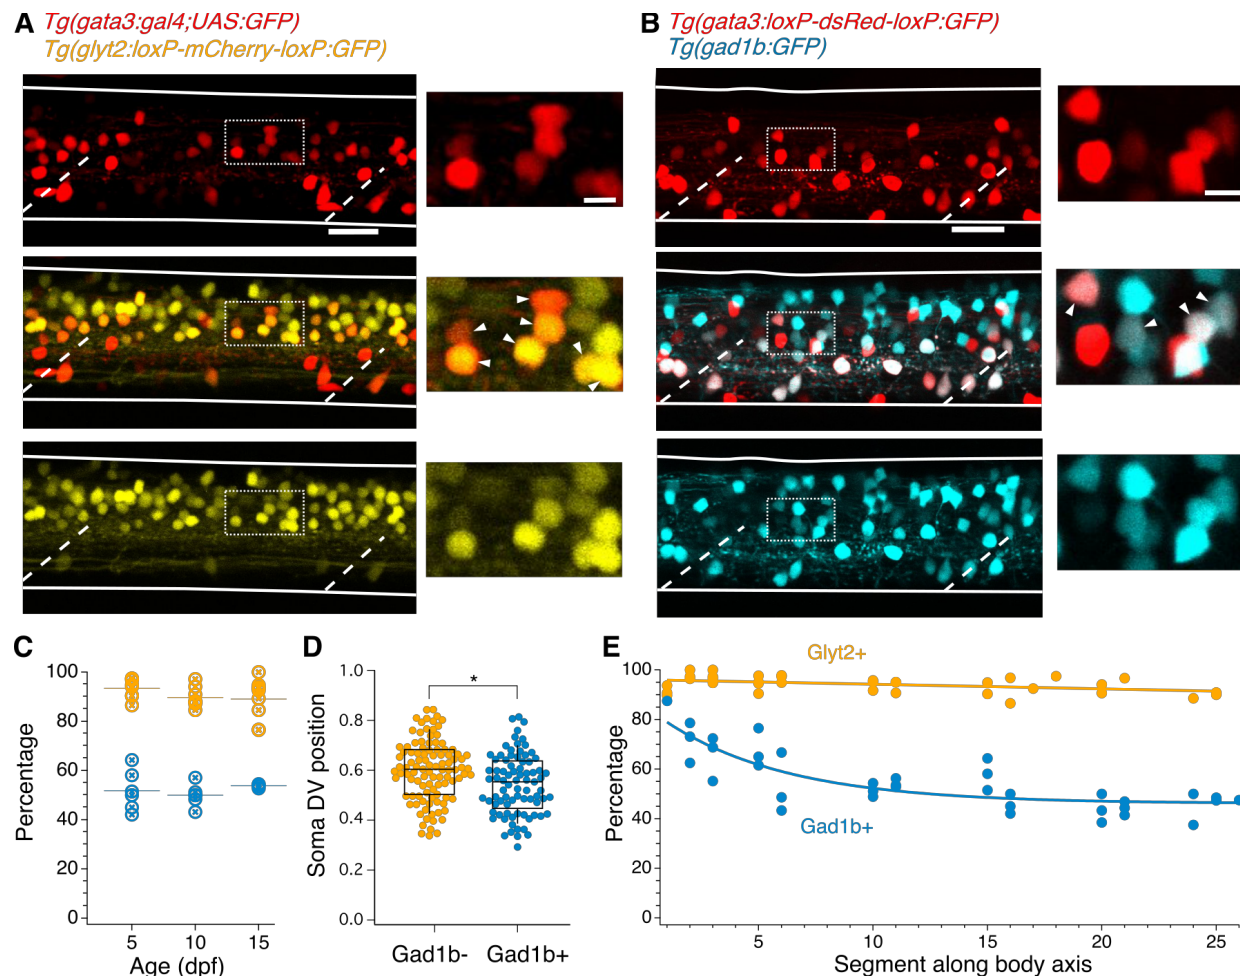 A Tg(gata3:gal4;UAS:GFP)
Tg(glyt2:loxP-mCherry-loxP:GFP)
B Tg(gata3:loxP-dsRed-loxP:GFP)
Tg(gad1b:GFP)
C
Percentage
100
80
60
40
20
0
5 10 15
Age (dpf)
D
Soma DV position
1.0
0.8
0.6
0.4
0.2
0.0
*
Gad1b- Gad1b+
E
Percentage
100
80
60
40
20
0
Glyt2+
Gad1b+
5 10 15 20 25
Segment along body axis